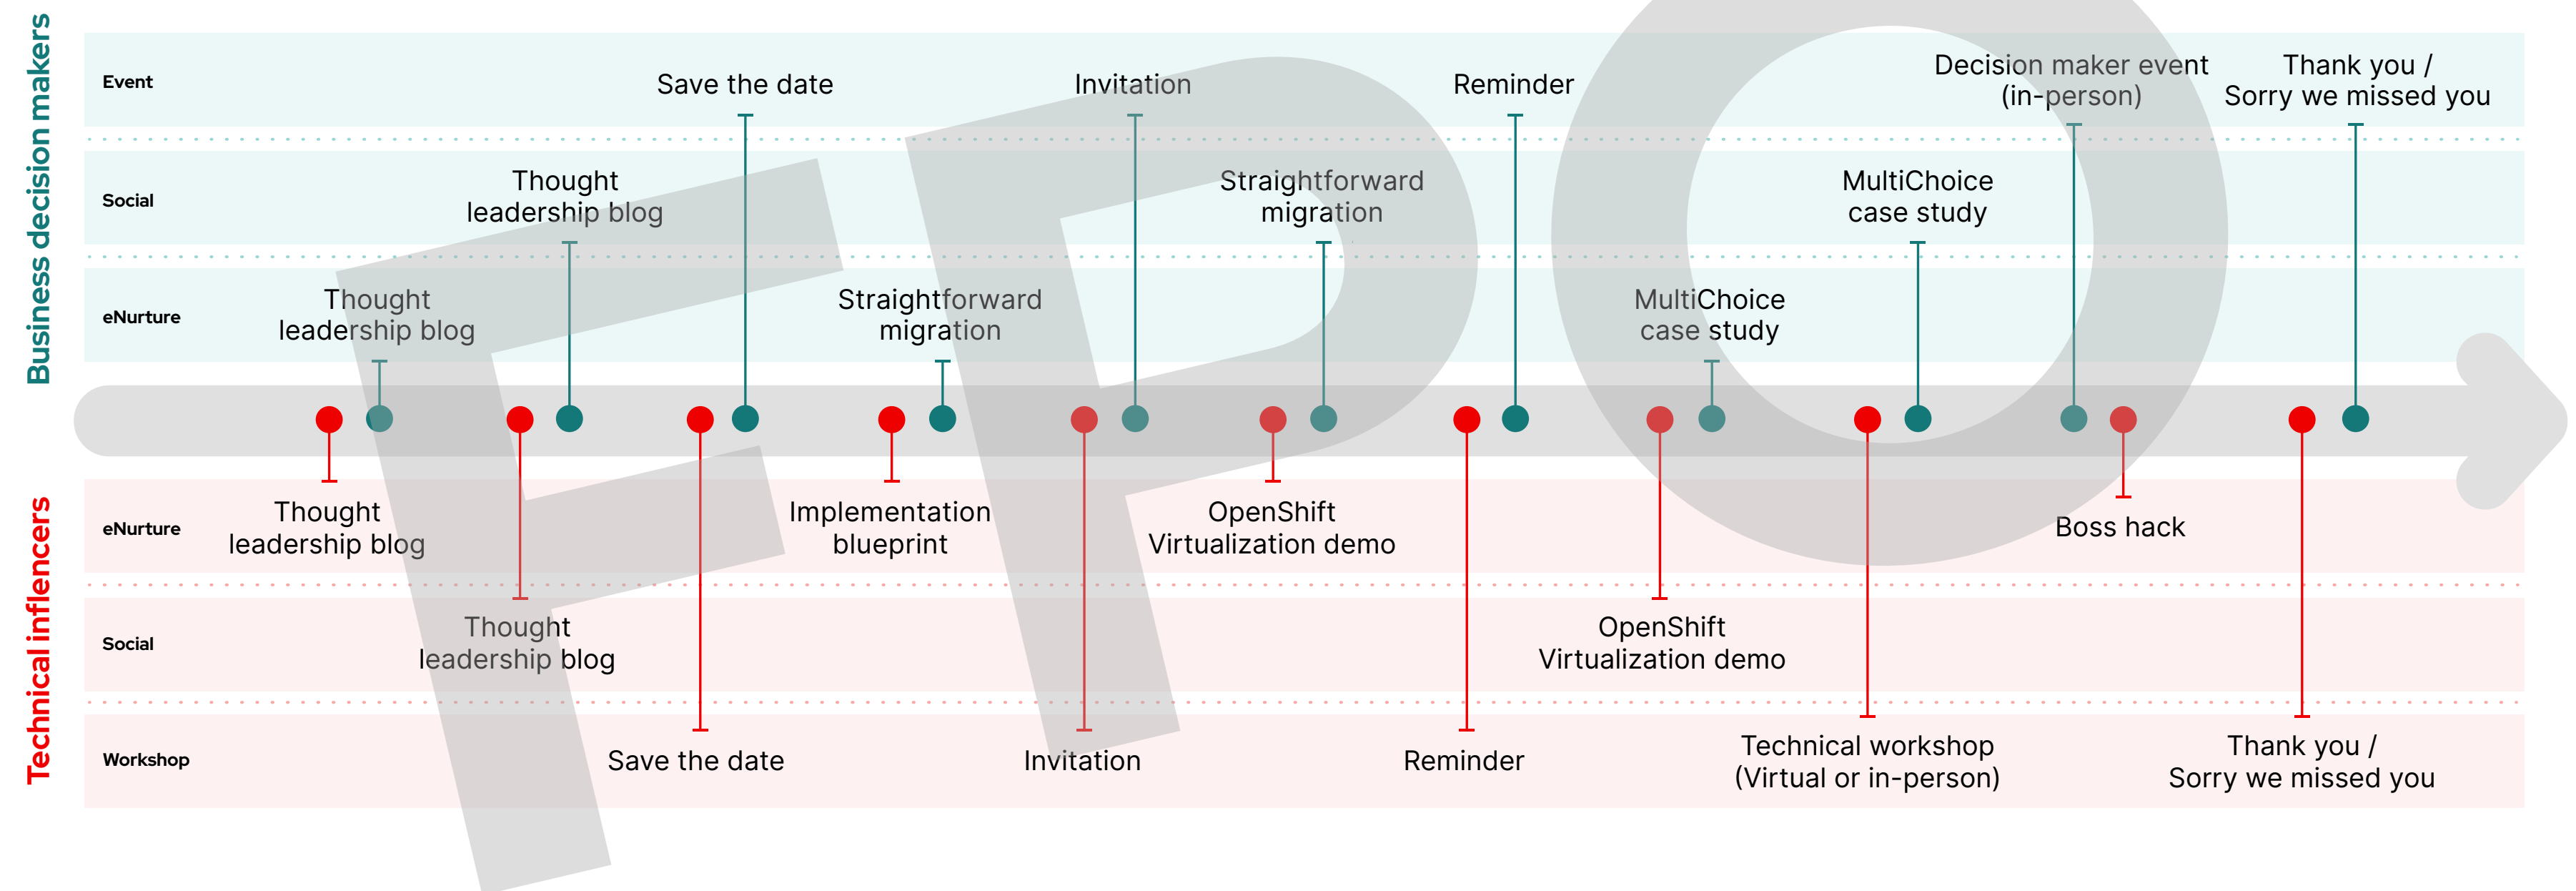 Business decision makers
Event
Save the date
Invitation
Reminder
Decision maker event
(in-person)
Thank you /
Sorry we missed you
Social
Thought
leadership blog
Straightforward
migration
MultiChoice
case study
eNurture
Thought
leadership blog
Straightforward
migration
MultiChoice
case study
Technical inflencers
eNurture
Thought
leadership blog
Implementation
blueprint
OpenShift
Virtualization demo
Boss hack
Social
Thought
leadership blog
OpenShift
Virtualization demo
Workshop
Save the date
Invitation
Reminder
Technical workshop
(Virtual or in-person)
Thank you /
Sorry we missed you
FPO